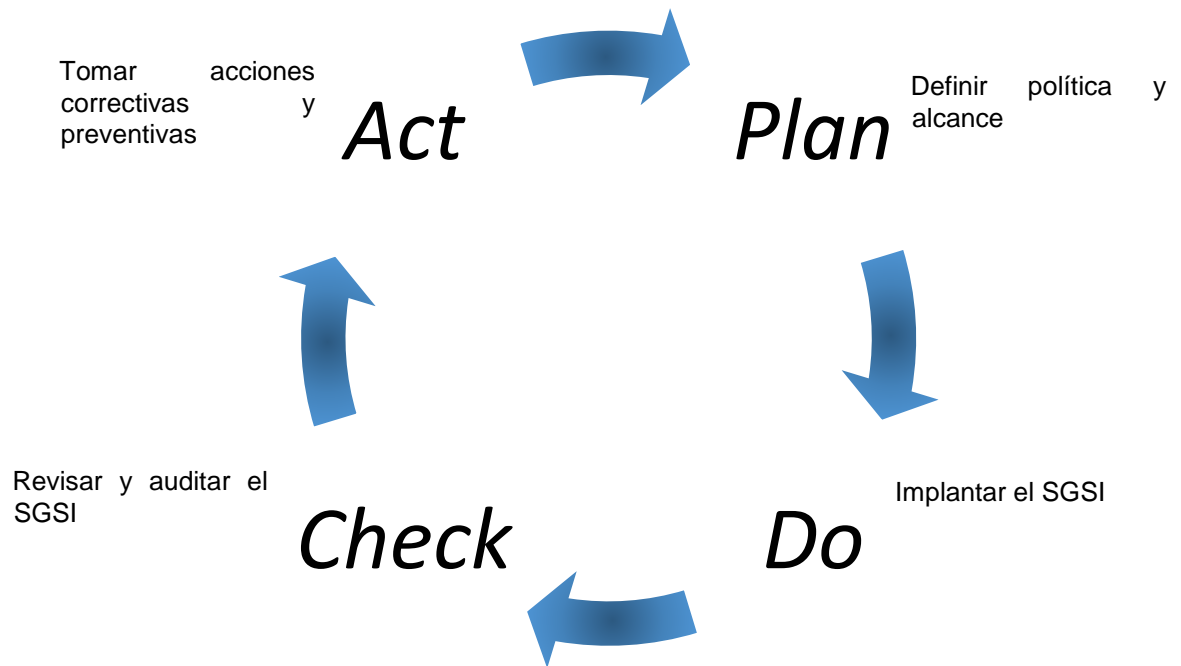 Tomar acciones
correctivas y
preventivas
Act
Plan
Definir política y
alcance
Revisar y auditar el
SGSI
Check
Do
Implantar el SGSI